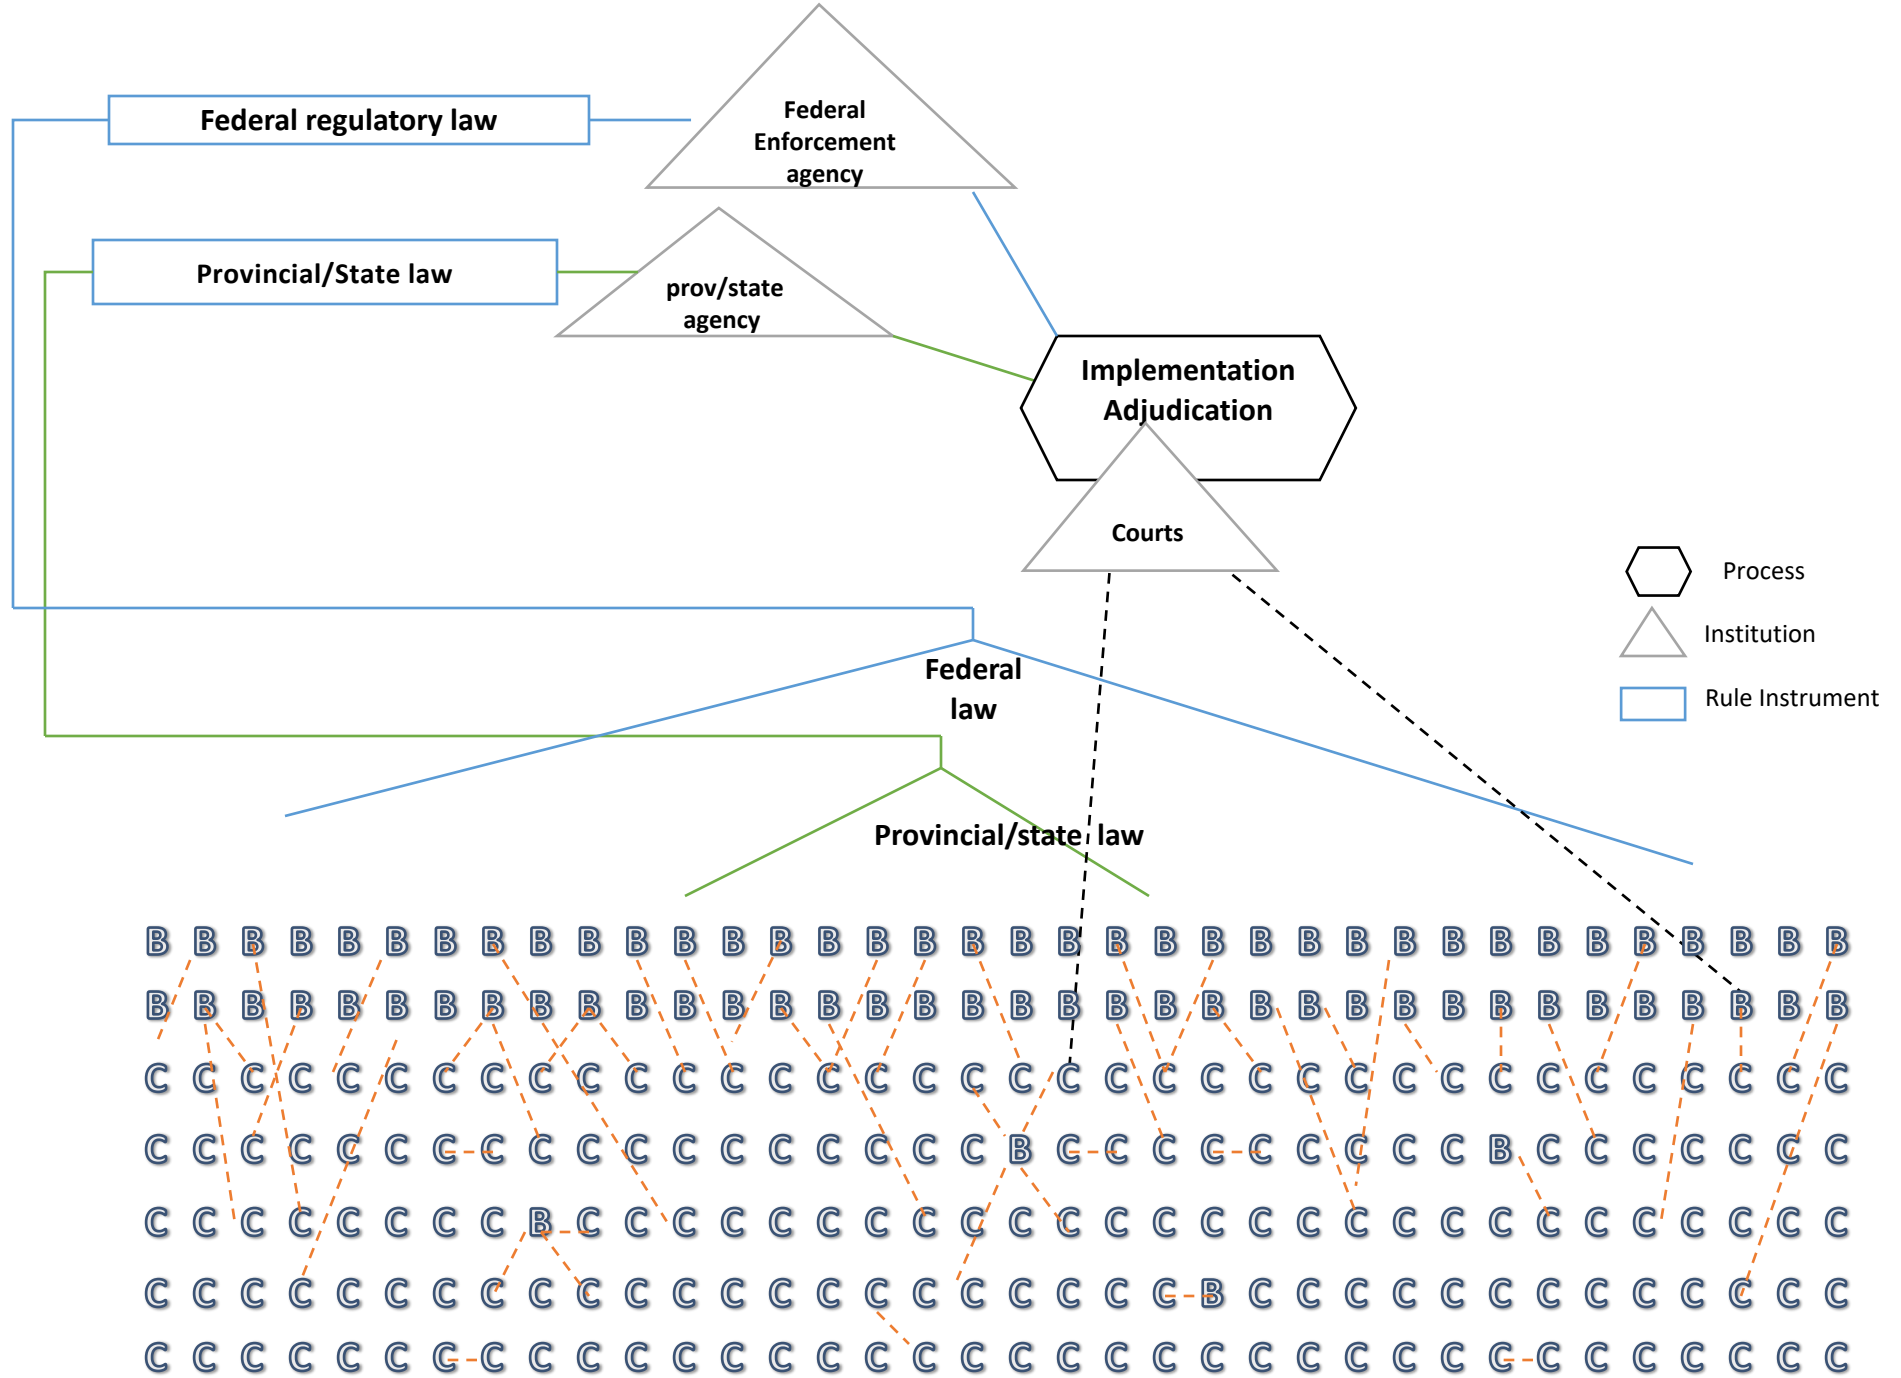 Federal regulatory law
Federal
Enforcement
agency
Provincial/State law
prov/state
agency
Implementation
Adjudication
Courts
Process
Institution
Rule Instrument
Federal
law
Provincial/state law
B B B B B B B B B B B B B B B B B B B B B B B B B B B B B B B B B B B B
B B B B B B B B B B B B B B B B B B B B B B B B B B B B B B B B B B B B
C C C C C C C C C C C C C C C C C C C C C C C C C C C C C C C C C C C C
C C C C C C C C C C C C C C C C C C B C C C C C C C C C B C C C C C C C
C C C C C C C C B C C C C C C C C C C C C C C C C C C C C C C C C C C C
C C C C C C C C C C C C C C C C C C C C C C B C C C C C C C C C C C C C
C C C C C C C C C C C C C C C C C C C C C C C C C C C C C C C C C C C C